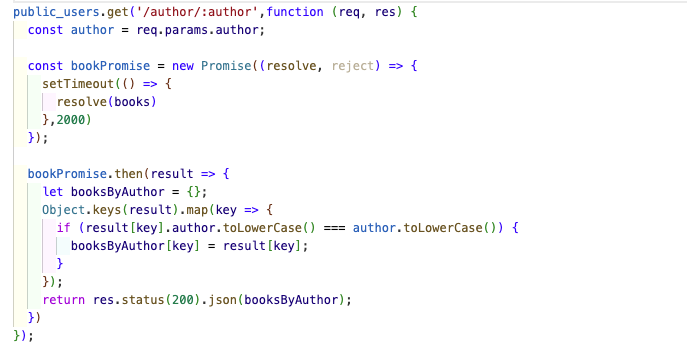 public_users.get('/author/:author',function (req, res) {
  const author = req.params.author;

  const bookPromise = new Promise((resolve, reject) => {
    setTimeout(() => {
      resolve(books)
    },2000)
  });

  bookPromise.then(result => {
    let booksByAuthor = {};
    Object.keys(result).map(key => {
      if (result[key].author.toLowerCase() === author.toLowerCase()) {
        booksByAuthor[key] = result[key];
      }
    });
    return res.status(200).json(booksByAuthor);
  })
});